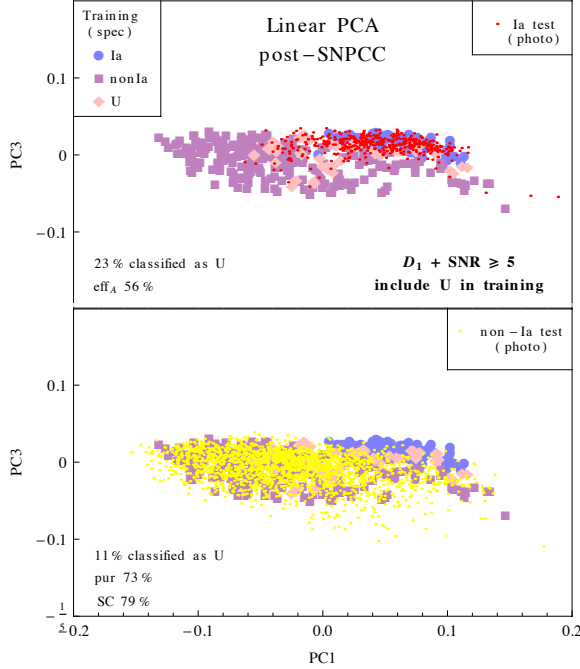 Training
( spec )
Ia
nonIa
U
Linear PCA
post−SNPCC
Ia test
( photo )
0.1
0
−0.1
PC3
23 % classified as U
eff_A 56 %
D_1 + SNR ⩾ 5
include U in training
non − Ia test
( photo )
0.1
0
−0.1
PC3
11 % classified as U
pur 73 %
SC 79 %
− 1/5
−0.2
−0.1
0.0
0.1
0.2
PC1